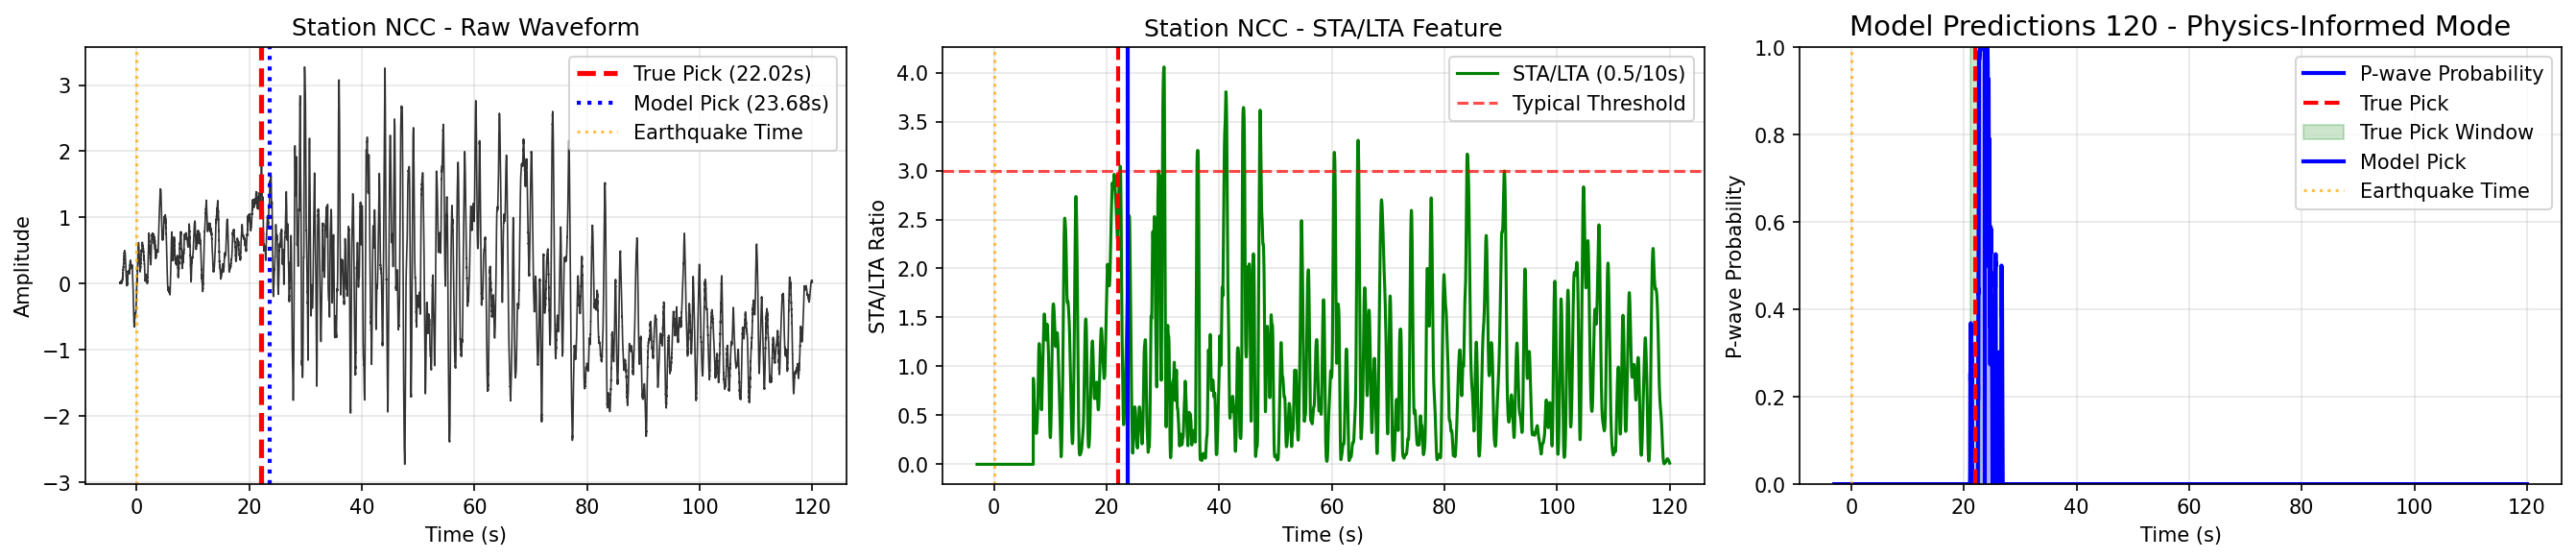 Station NCC - Raw Waveform
Amplitude
3
2
1
0
−1
−2
−3
True Pick (22.02s)
Model Pick (23.68s)
Earthquake Time
0
20
40
60
80
100
120
Time (s)
Station NCC - STA/LTA Feature
STA/LTA Ratio
4.0
3.5
3.0
2.5
2.0
1.5
1.0
0.5
0.0
STA/LTA (0.5/10s)
Typical Threshold
0
20
40
60
80
100
120
Time (s)
Model Predictions 120 - Physics-Informed Mode
P-wave Probability
1.0
0.8
0.6
0.4
0.2
0.0
P-wave Probability
True Pick
True Pick Window
Model Pick
Earthquake Time
0
20
40
60
80
100
120
Time (s)